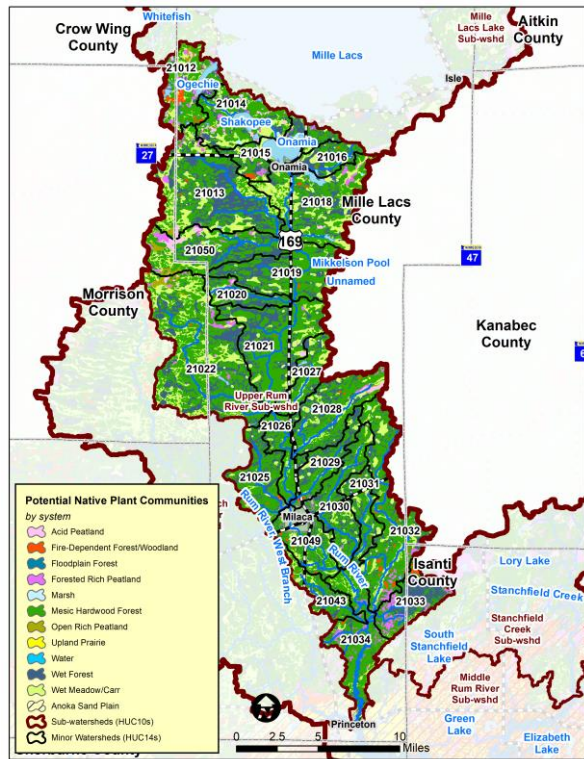 Whitefish
Crow Wing
County
Mille
Lacs Lake
Sub-wshd
Aitkin
County
Mille Lacs
Isle
21012
Ogechie
21014
Shakopee
Onamia
21015
21016
Onamia
27
21013
21018
Mille Lacs
County
169
21050
21019
Mikkelson Pool
Unnamed
47
21020
Morrison
County
Kanabec
County
6
21021
21022
21027
Upper Rum
River Sub-wshd
21028
21026
21029
21025
21031
21030
21032
Milaca
21049
Rum River, West Branch
Rum River
Isanti
County
Lory Lake
Stanchfield Creek
21043
21033
21034
South
Stanchfield
Lake
Stanchfield
Creek
Sub-wshd
Middle
Rum River
Sub-wshd
Green
Lake
Elizabeth
Lake
Princeton
Potential Native Plant Communities
by system
Acid Peatland
Fire-Dependent Forest/Woodland
Floodplain Forest
Forested Rich Peatland
Marsh
Mesic Hardwood Forest
Open Rich Peatland
Upland Prairie
Water
Wet Forest
Wet Meadow/Carr
Anoka Sand Plain
Sub-watersheds (HUC10s)
Minor Watersheds (HUC14s)
0 2 4 6 8 10
Miles